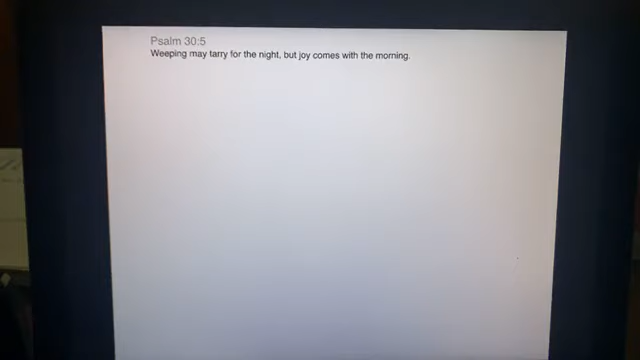 Psalm 30:5
Weeping may tarry for the night, but joy comes with the morning.